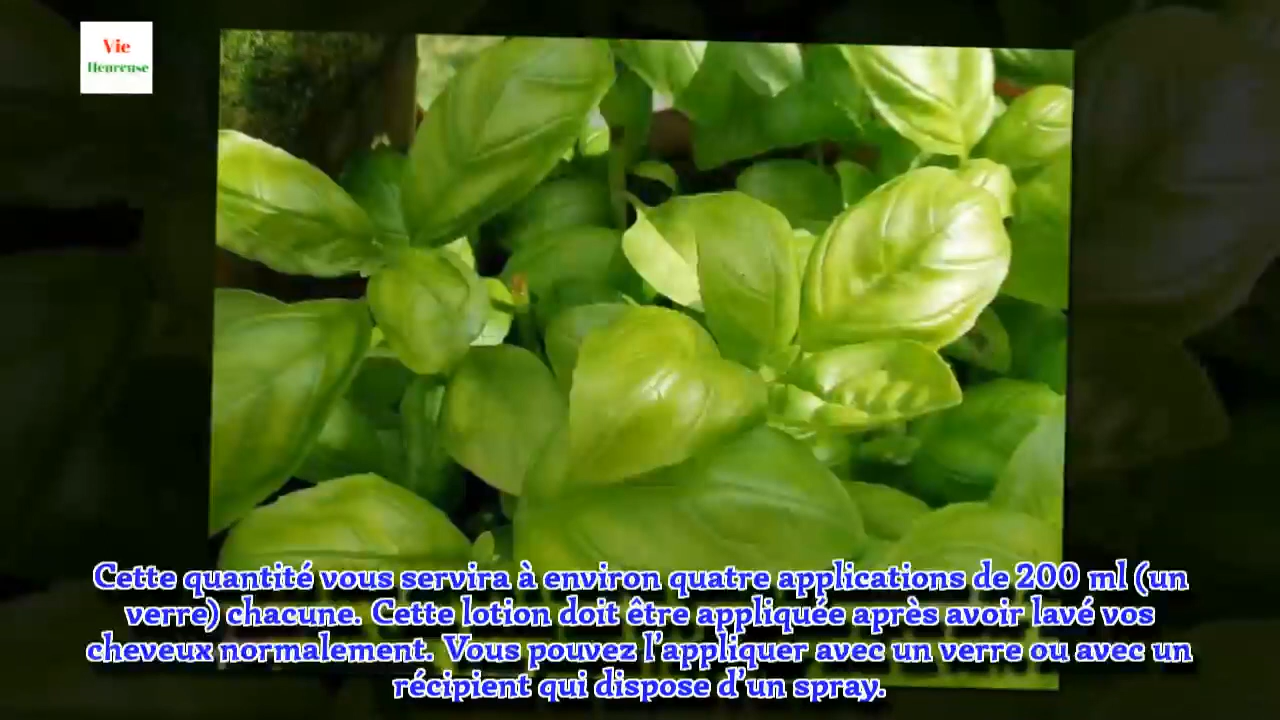 Vie
Heureuse
Cette quantité vous servira à environ quatre applications de 200 ml (un
verre) chacune. Cette lotion doit être appliquée après avoir lavé vos
cheveux normalement. Vous pouvez l'appliquer avec un verre ou avec un
récipient qui dispose d'un spray.